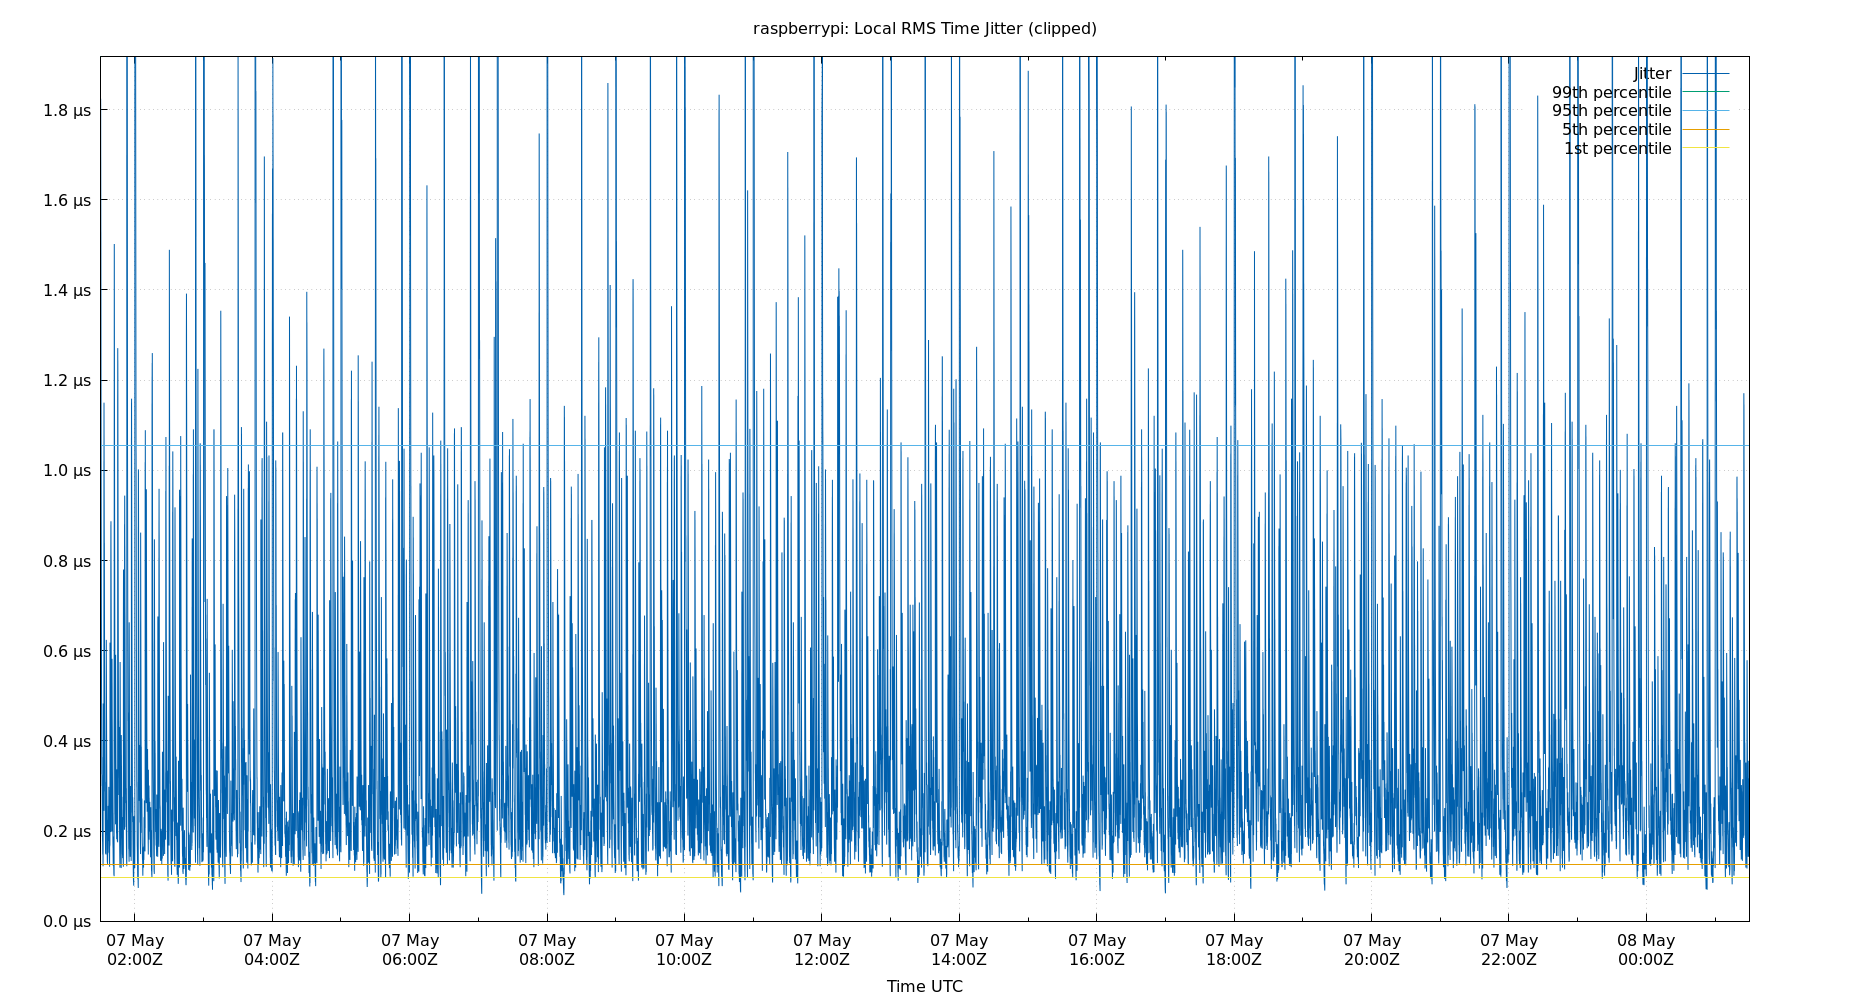 raspberrypi: Local RMS Time Jitter (clipped)
Jitter
99th percentile
95th percentile
5th percentile
1st percentile
1.8 µs
1.6 µs
1.4 µs
1.2 µs
1.0 µs
0.8 µs
0.6 µs
0.4 µs
0.2 µs
0.0 µs
07 May 07 May 07 May 07 May 07 May 07 May 07 May 07 May 07 May 07 May 07 May 08 May
02:00Z 04:00Z 06:00Z 08:00Z 10:00Z 12:00Z 14:00Z 16:00Z 18:00Z 20:00Z 22:00Z 00:00Z
Time UTC